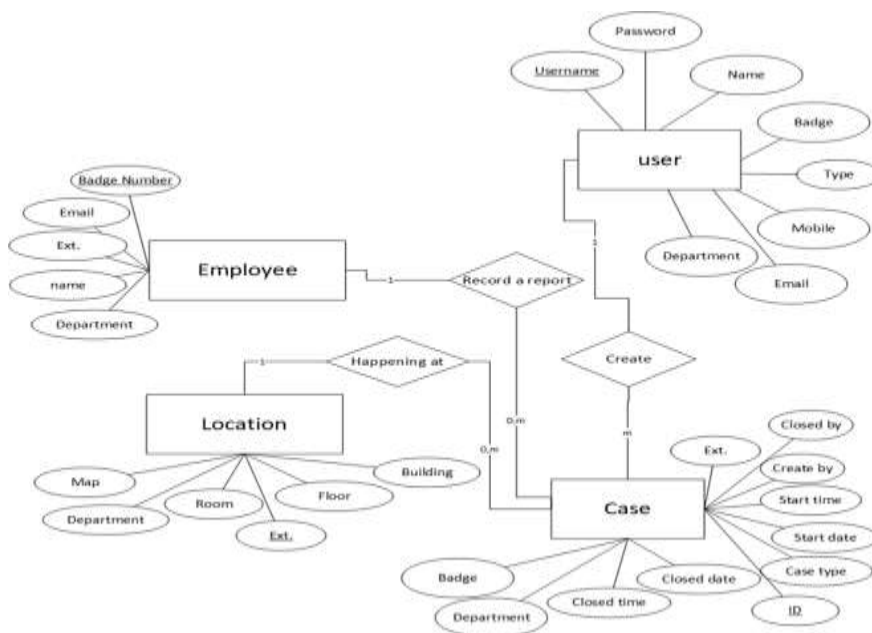 Password
Username
Name
Badge
user
Type
Mobile
Department
Email
Badge Number
Email
Ext.
name
Department
Employee
1
Record a report
1
Create
1
Happening at
Location
0,m
0,m
m
Map
Department
Room
Ext.
Floor
Building
Case
Ext.
Closed by
Create by
Start time
Start date
Case type
ID
Badge
Department
Closed time
Closed date